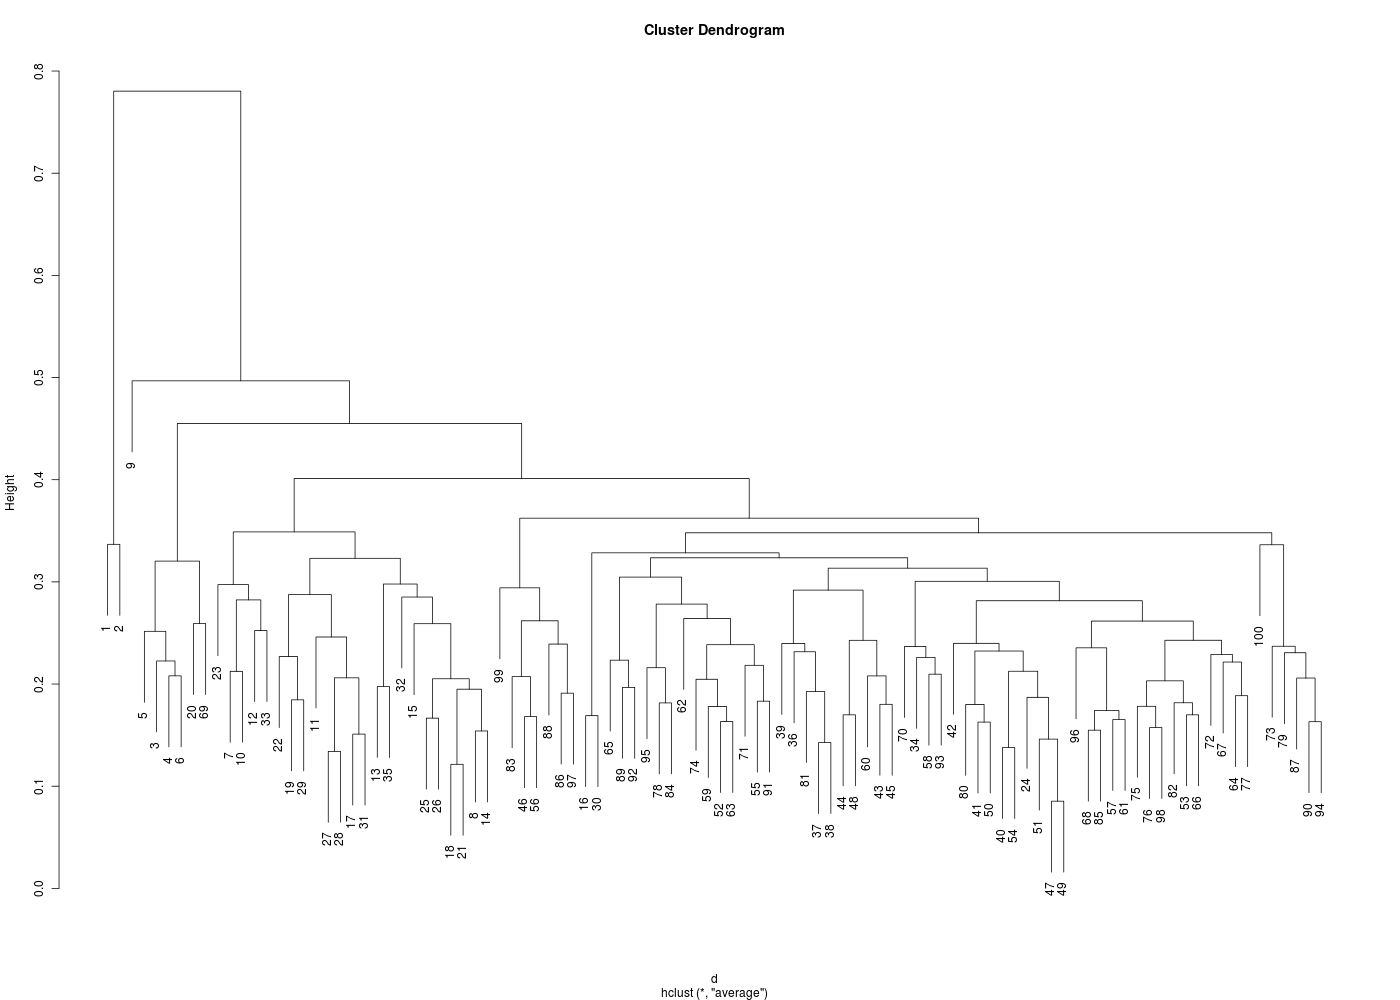 Cluster Dendrogram
Height
0.0 0.1 0.2 0.3 0.4 0.5 0.6 0.7 0.8
1 2 9 5 3 4 6 20 69 23 7 10 12 33 22 19 29 11 27 28 17 31 13 35 32 15 25 26 18 21 8 14 99 83 46 56 88 86 97 16 30 65 89 92 95 78 84 62 74 59 52 63 71 55 91 39 36 81 37 38 44 48 60 43 45 70 34 58 93 42 80 41 50 40 54 24 51 47 49 96 68 85 57 61 75 76 98 82 53 66 72 67 64 77 100 73 79 87 90 94
d
hclust (*, "average")